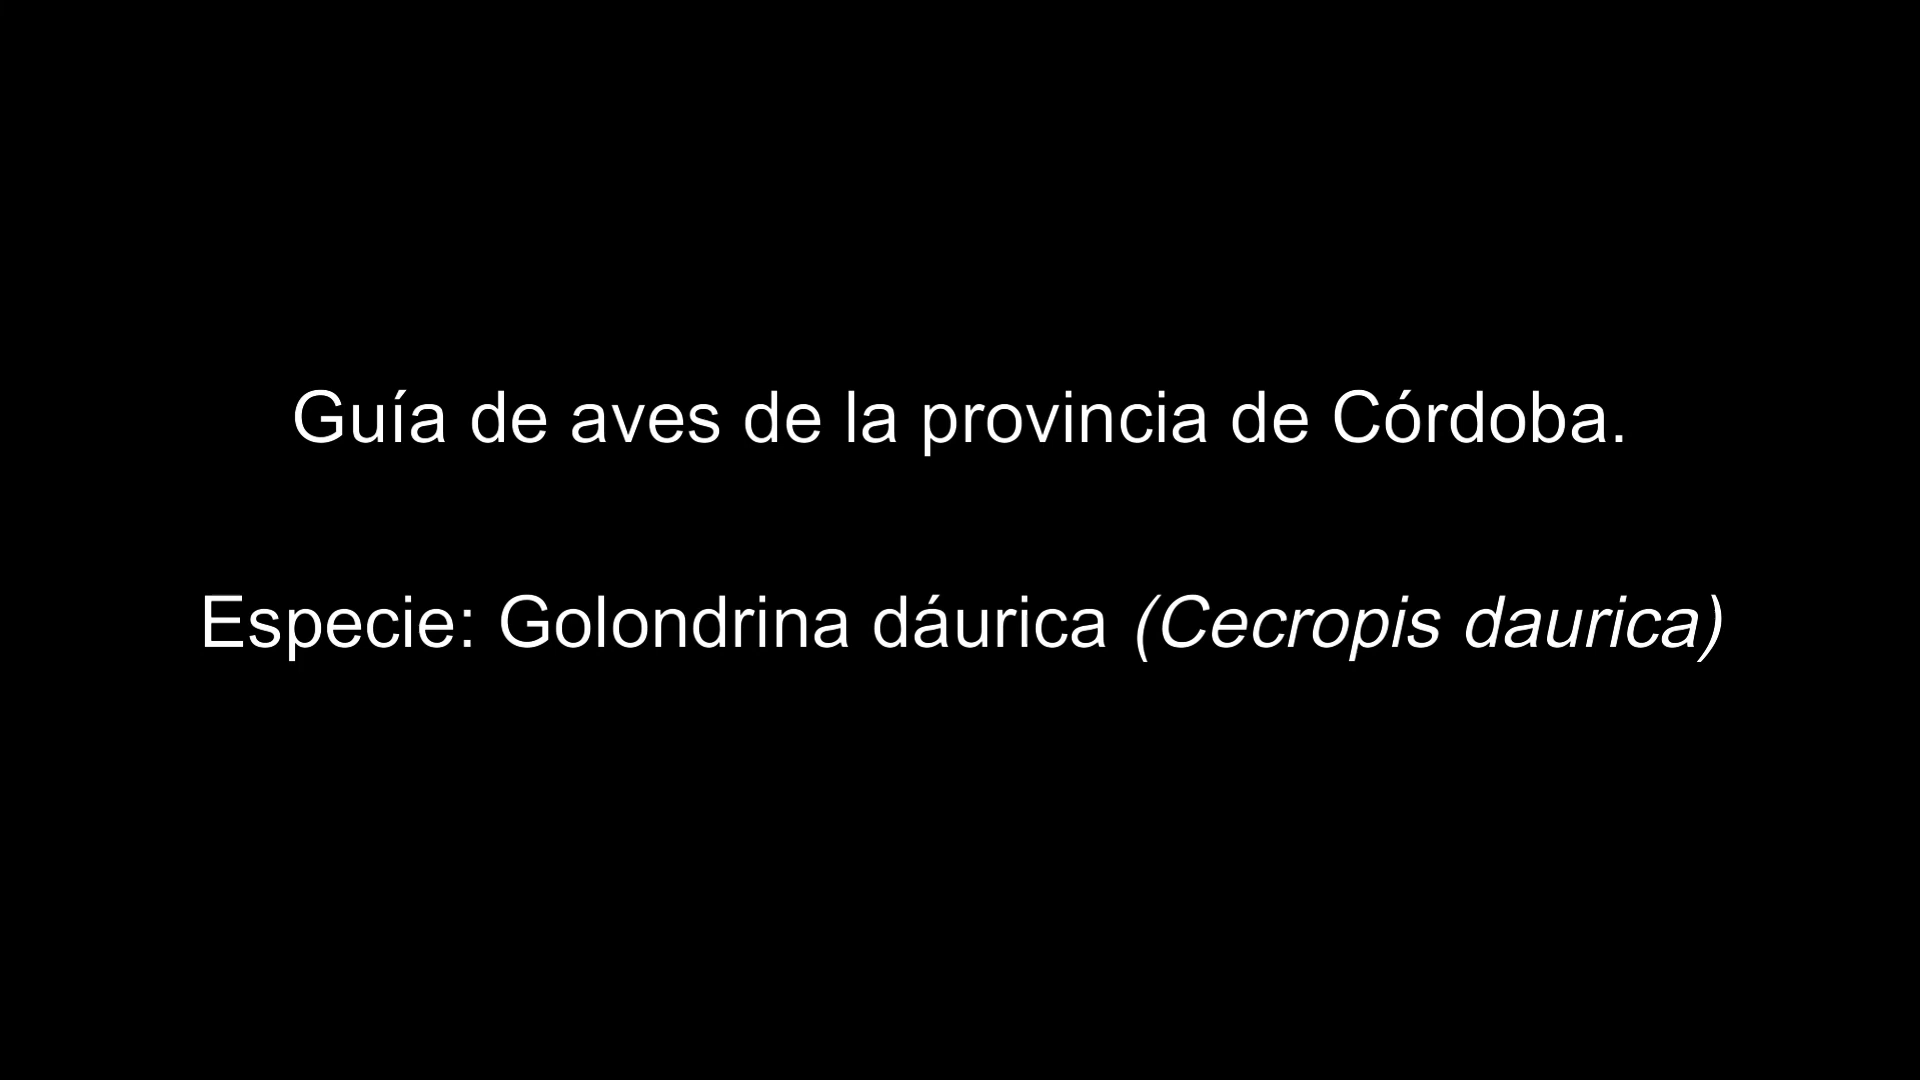 Guía de aves de la provincia de Córdoba.
Especie: Golondrina dáurica (Cecropis daurica)